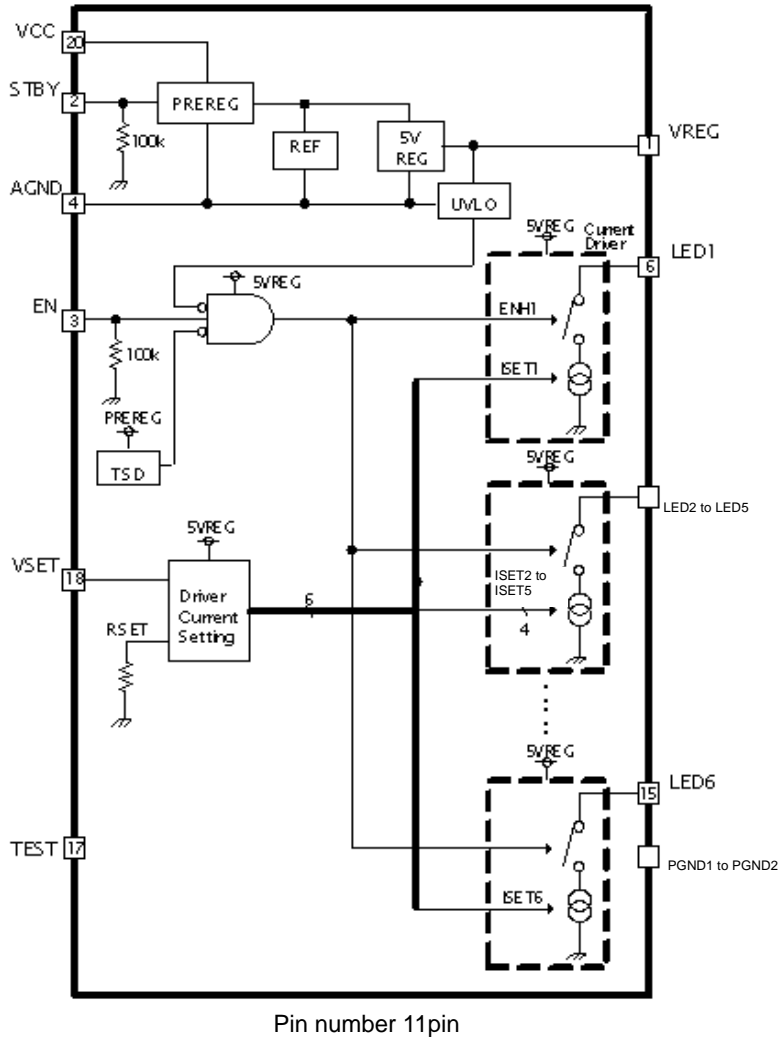 VCC
20
STBY
2
PREREG
100k
REF
5V
REG
1
VREG
AGND
4
UVLO
5VREG
Current
Driver
LED1
6
5VREG
EN
3
ENH1
100k
ISET1
PREREG
TSD
5VREG
LED2 to LED5
5VREG
VSET
18
Driver
Current
Setting
6
ISET2 to
ISET5
4
RSET
5VREG
LED6
15
TEST
17
PGND1 to PGND2
ISET6
Pin number 11pin